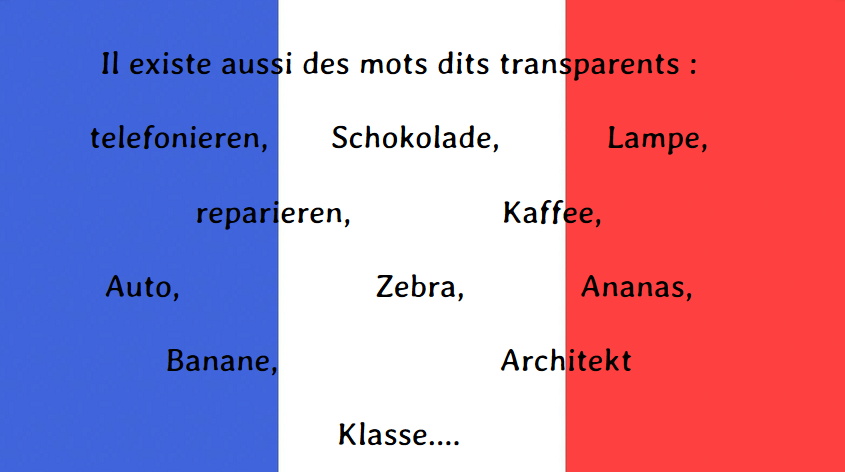 Il existe aussi des mots dits transparents :
telefonieren, Schokolade, Lampe,
reparieren, Kaffee,
Auto, Zebra, Ananas,
Banane, Architekt
Klasse....